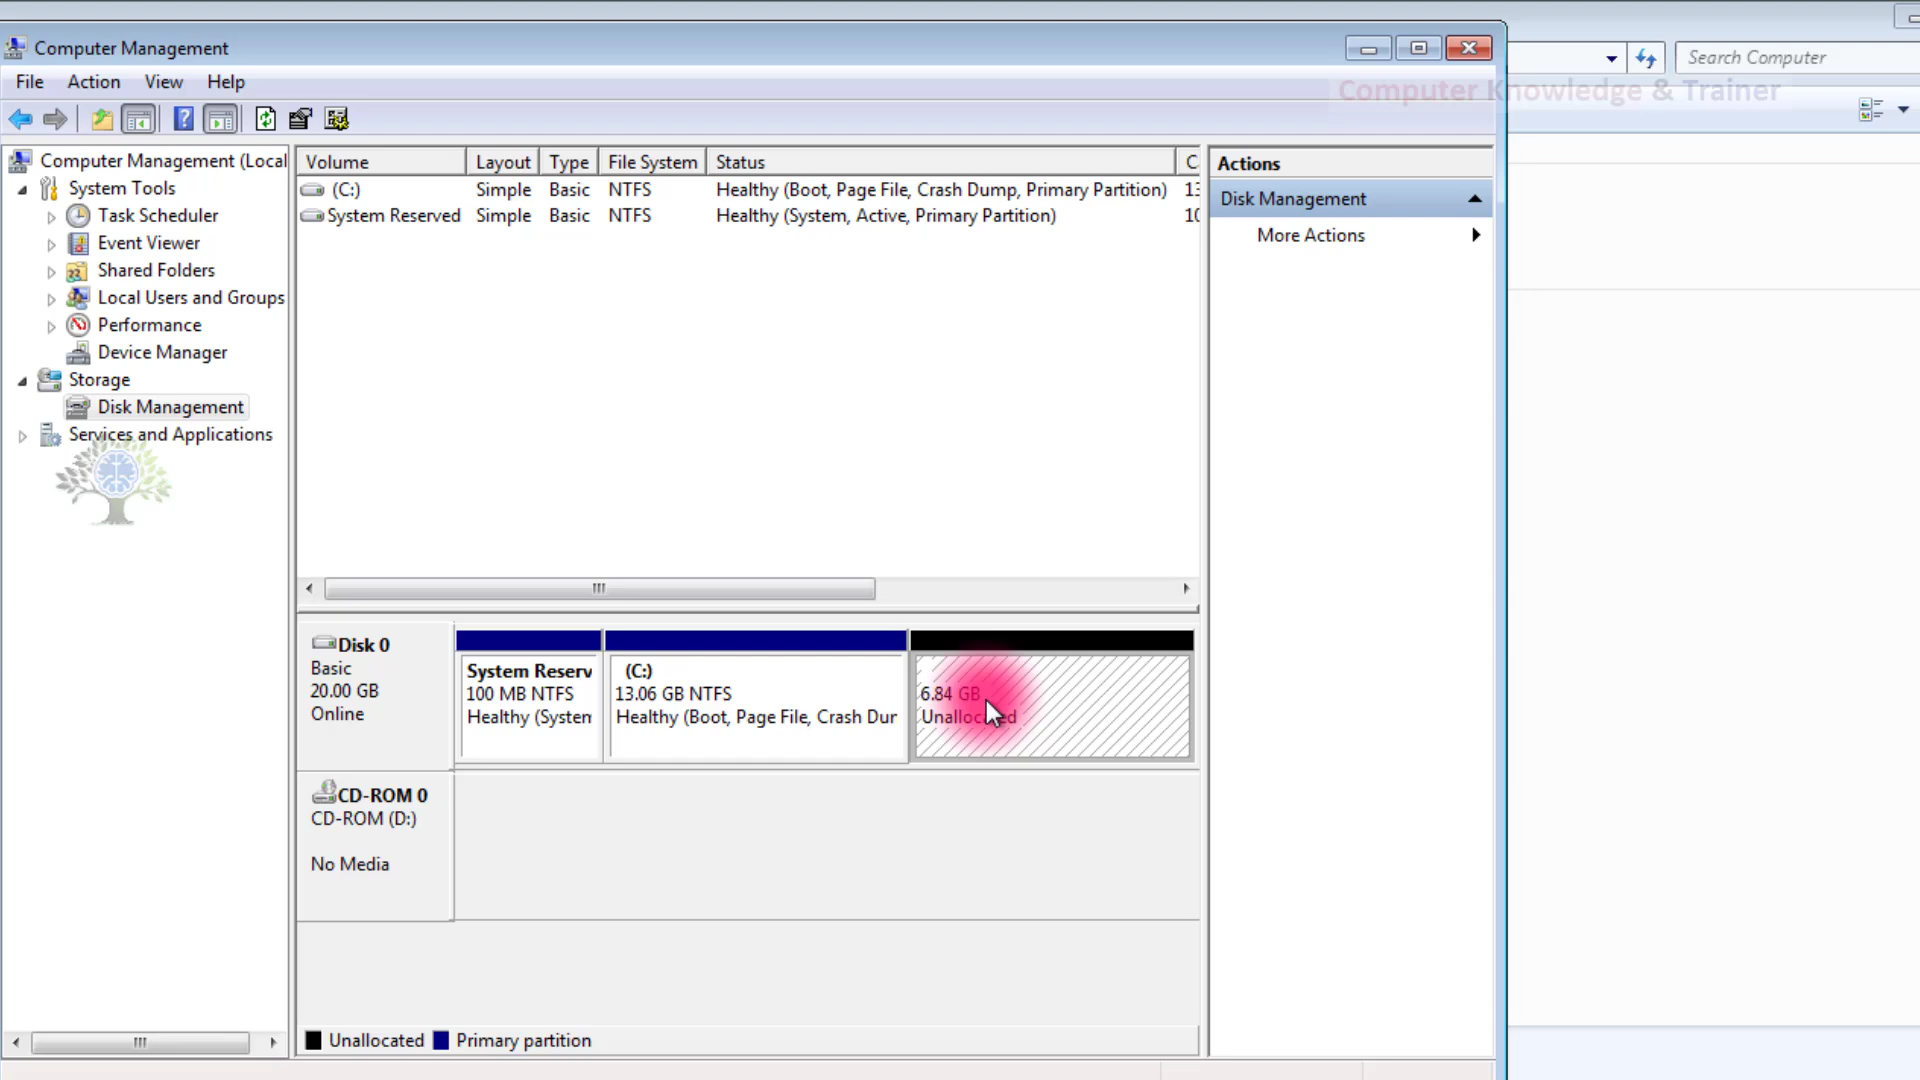 Computer Management
Search Computer
File Action View Help
Computer Knowledge & Trainer
Computer Management (Local
System Tools
Task Scheduler
Event Viewer
Shared Folders
Local Users and Groups
Performance
Device Manager
Storage
Disk Management
Services and Applications
Volume Layout Type File System Status C
(C:) Simple Basic NTFS Healthy (Boot, Page File, Crash Dump, Primary Partition) 13
System Reserved Simple Basic NTFS Healthy (System, Active, Primary Partition) 10
Actions
Disk Management
More Actions
Disk 0
Basic
20.00 GB
Online
System Reserv
100 MB NTFS
Healthy (System
(C:)
13.06 GB NTFS
Healthy (Boot, Page File, Crash Dur
6.84 GB
Unallocated
CD-ROM 0
CD-ROM (D:)
No Media
Unallocated Primary partition